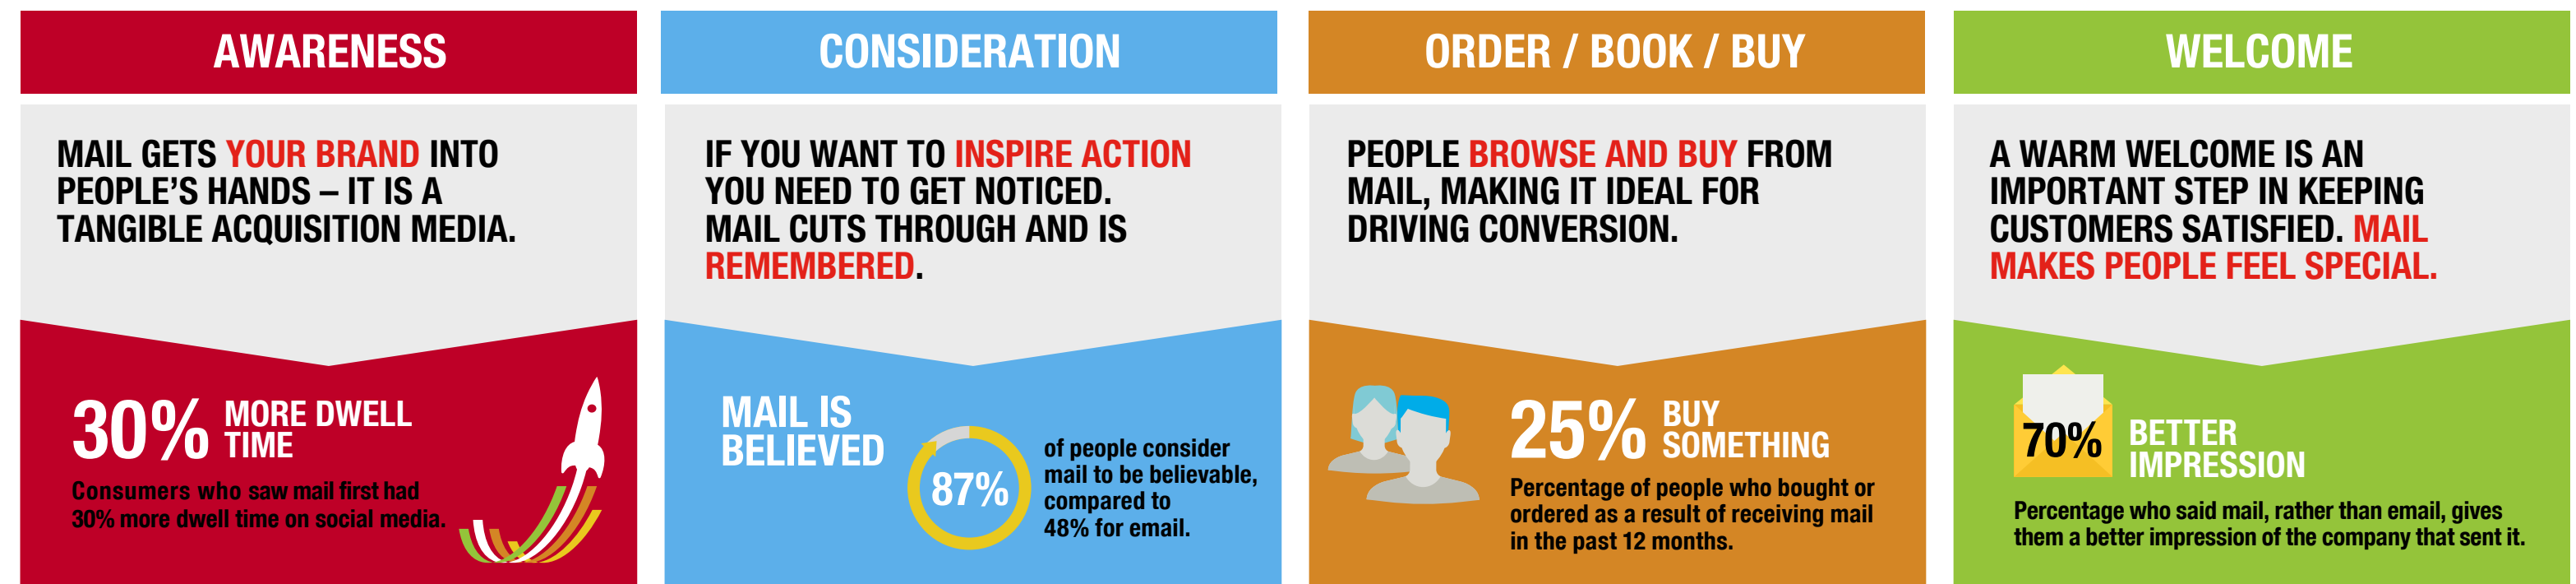 AWARENESS
MAIL GETS YOUR BRAND INTO
PEOPLE'S HANDS – IT IS A
TANGIBLE ACQUISITION MEDIA.
30% MORE DWELL
TIME
Consumers who saw mail first had
30% more dwell time on social media.
CONSIDERATION
IF YOU WANT TO INSPIRE ACTION
YOU NEED TO GET NOTICED.
MAIL CUTS THROUGH AND IS
REMEMBERED.
MAIL IS
BELIEVED
87%
of people consider
mail to be believable,
compared to
48% for email.
ORDER / BOOK / BUY
PEOPLE BROWSE AND BUY FROM
MAIL, MAKING IT IDEAL FOR
DRIVING CONVERSION.
25% BUY
SOMETHING
Percentage of people who bought or
ordered as a result of receiving mail
in the past 12 months.
WELCOME
A WARM WELCOME IS AN
IMPORTANT STEP IN KEEPING
CUSTOMERS SATISFIED. MAIL
MAKES PEOPLE FEEL SPECIAL.
70% BETTER
IMPRESSION
Percentage who said mail, rather than email, gives
them a better impression of the company that sent it.